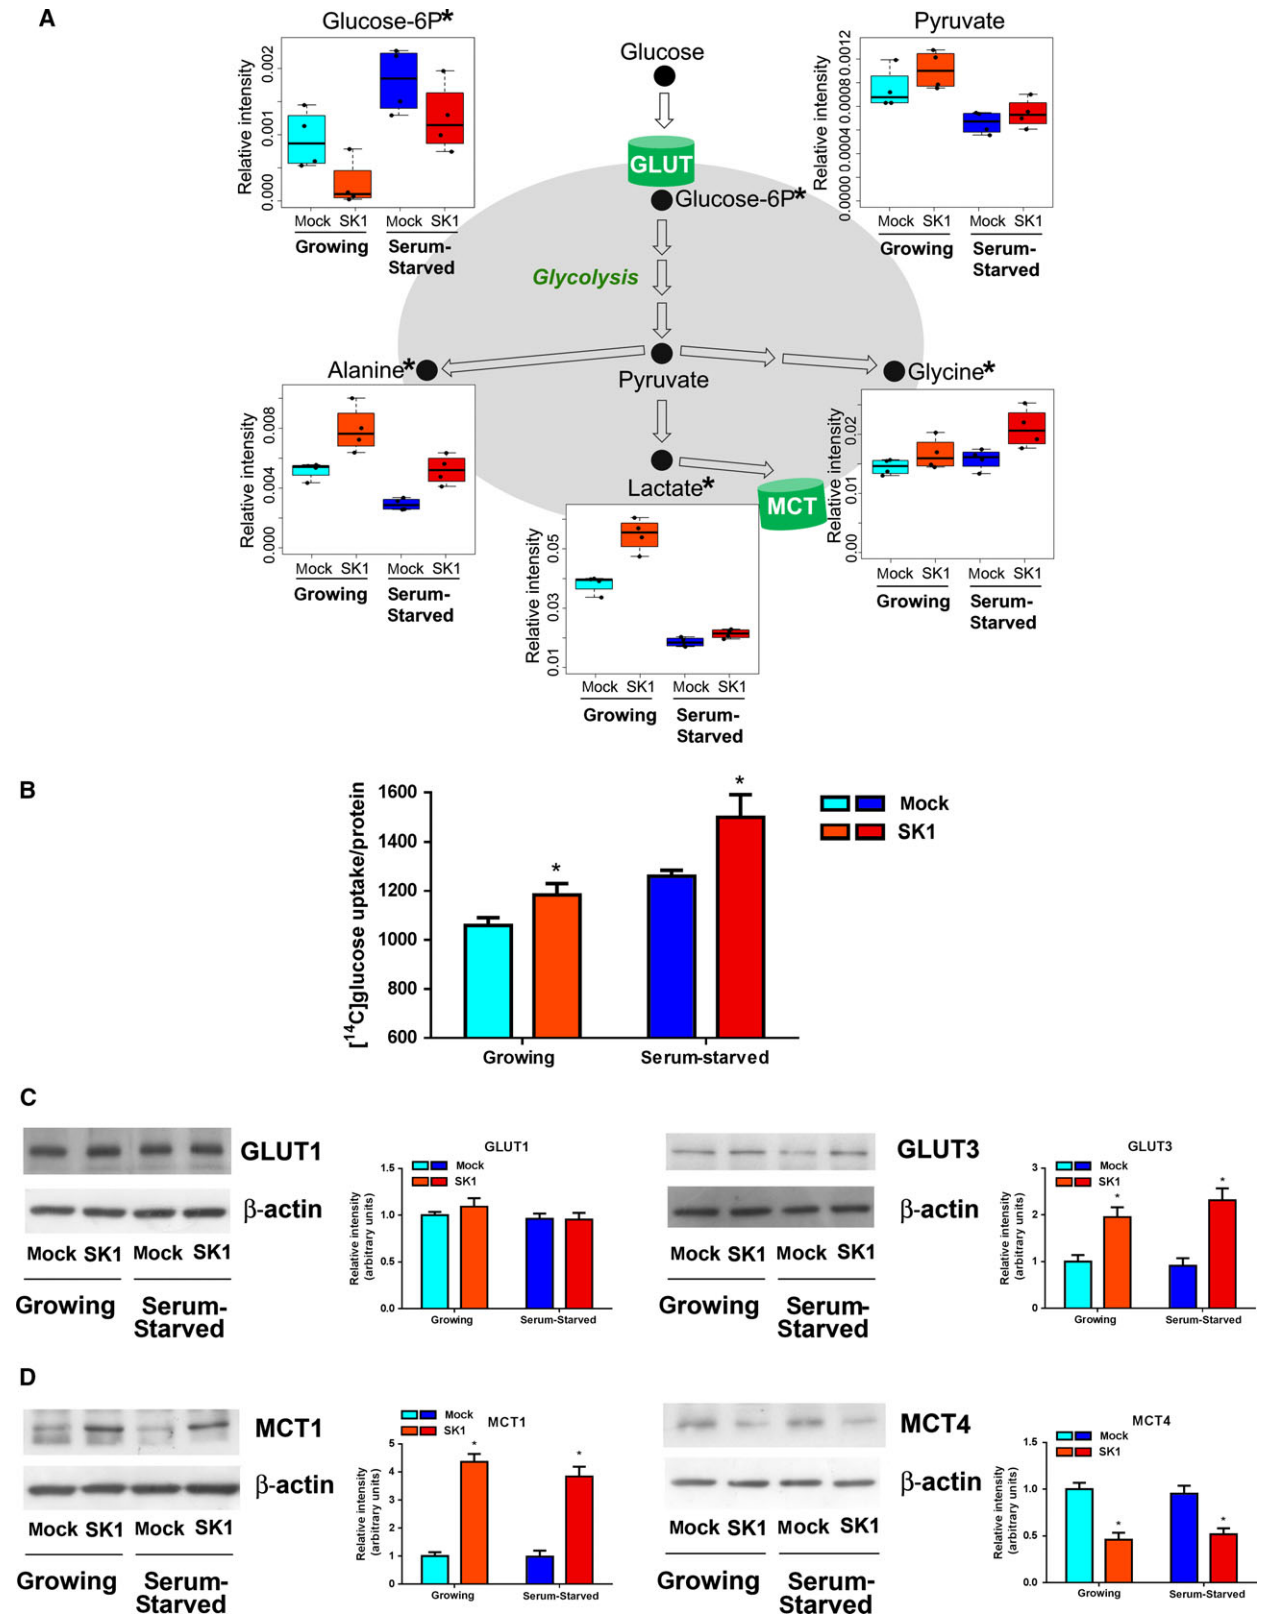 A
Glucose-6P*
Relative intensity
0.002
0.001
0.000
Mock SK1 Mock SK1
Growing Serum-
Starved
Glucose
GLUT
Glucose-6P*
Glycolysis
Pyruvate
Lactate*
MCT
Pyruvate
Relative intensity
0.0012
0.0008
0.0004
0.0000
Mock SK1 Mock SK1
Growing Serum-
Starved
Alanine*
Relative intensity
0.008
0.004
0.000
Mock SK1 Mock SK1
Growing Serum-
Starved
Glycine*
Relative intensity
0.02
0.01
0.00
Mock SK1 Mock SK1
Growing Serum-
Starved
Relative intensity
0.05
0.03
0.01
Mock SK1 Mock SK1
Growing Serum-
Starved
B
[14C]glucose uptake/protein
1600
1400
1200
1000
800
600
*
*
Growing Serum-starved
Mock
SK1
C
GLUT1
β-actin
Mock SK1 Mock SK1
Growing Serum-
Starved
GLUT1
Mock
SK1
Relative intensity
(arbitrary units)
1.5
1.0
0.5
0.0
Growing Serum-Starved
GLUT3
β-actin
Mock SK1 Mock SK1
Growing Serum-
Starved
GLUT3
Mock
SK1
Relative intensity
(arbitrary units)
3
2
1
0
*
*
Growing Serum-Starved
D
MCT1
β-actin
Mock SK1 Mock SK1
Growing Serum-
Starved
MCT1
Mock
SK1
Relative intensity
(arbitrary units)
5
4
3
2
1
0
*
*
Growing Serum-Starved
MCT4
β-actin
Mock SK1 Mock SK1
Growing Serum-
Starved
MCT4
Mock
SK1
Relative intensity
(arbitrary units)
1.5
1.0
0.5
0.0
*
*
Growing Serum-Starved